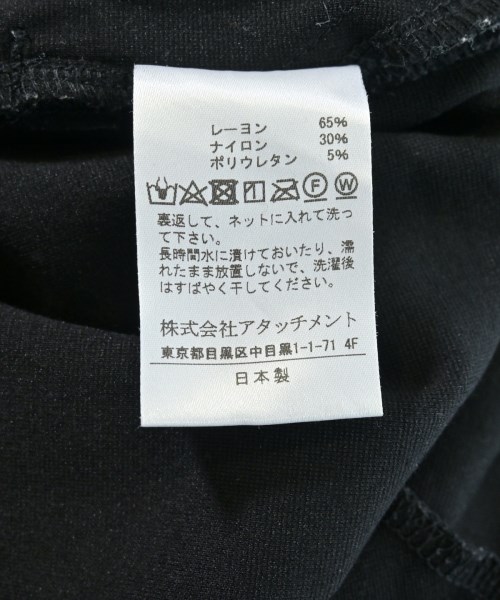 レーヨン 65%
ナイロン 30%
ポリウレタン 5%
F W
裏返して、ネットに入れて洗っ
て下さい。
長時間水に漬けておいたり、濡
れたまま放置しないで、洗濯後
はすばやく干してください。
株式会社アタッチメント
東京都目黒区中目黒1-1-71 4F
日本製